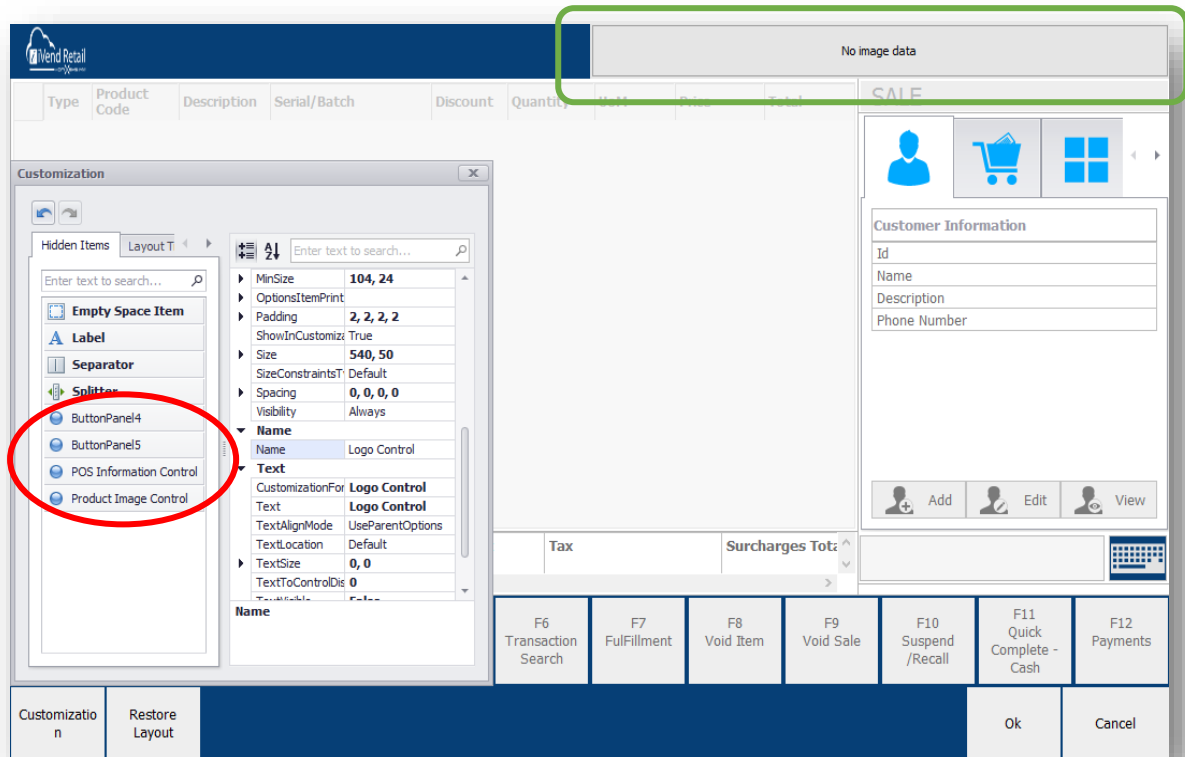 iVend Retail
No image data
Type
Product
Code
Description
Serial/Batch
Discount
Quantity
UoM
Price
Total
SALE
Customization
x
Hidden Items
Layout T
Enter text to search...
Empty Space Item
A Label
Separator
Splitter
ButtonPanel4
ButtonPanel5
POS Information Control
Product Image Control
Enter text to search...
MinSize 104, 24
OptionsItemPrint
Padding 2, 2, 2, 2
ShowInCustomiza True
Size 540, 50
SizeConstraintsT Default
Spacing 0, 0, 0, 0
Visibility Always
Name
Name Logo Control
Text
CustomizationFor Logo Control
Text Logo Control
TextAlignMode UseParentOptions
TextLocation Default
TextSize 0, 0
TextToControlDis 0
TextVisible False
Name
Customer Information
Id
Name
Description
Phone Number
Add
Edit
View
Tax
Surcharges Tota
F6
Transaction
Search
F7
FulFillment
F8
Void Item
F9
Void Sale
F10
Suspend
/Recall
F11
Quick
Complete -
Cash
F12
Payments
Customizatio
n
Restore
Layout
Ok
Cancel